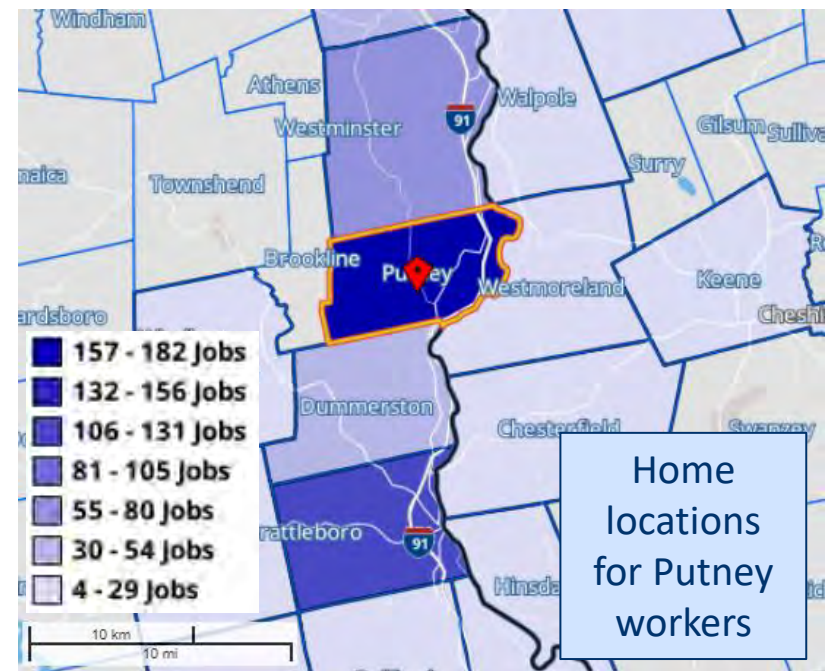 Windham
Athens
Walpole
91
Westminster
Gilsum
Surry
Townshend
Brookline
Putney
Westmoreland
Keene
157 - 182 Jobs
132 - 156 Jobs
106 - 131 Jobs
81 - 105 Jobs
55 - 80 Jobs
30 - 54 Jobs
4 - 29 Jobs
Dummerston
Chesterfield
Swanzey
91
Home
locations
for Putney
workers
10 km
10 mi